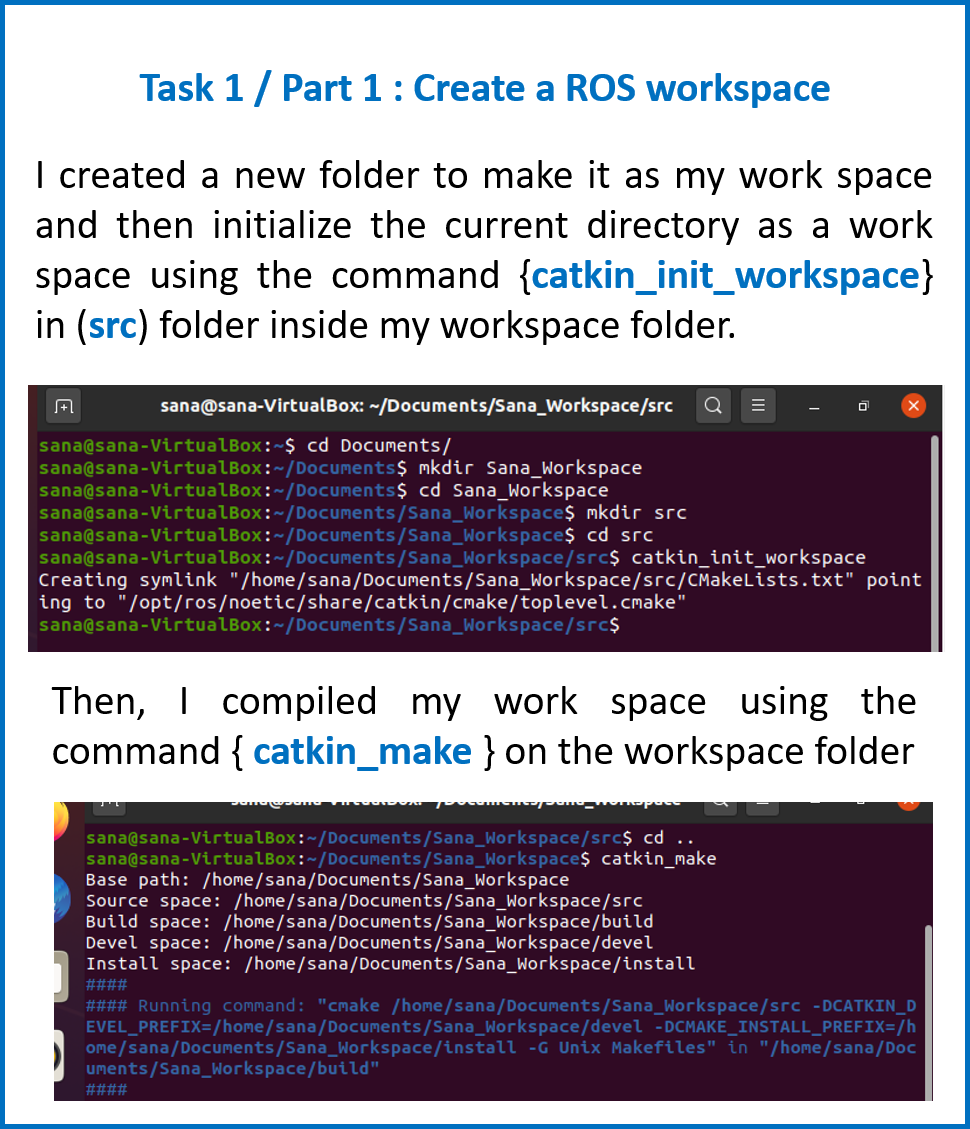 Task 1 / Part 1 : Create a ROS workspace
I created a new folder to make it as my work space
and then initialize the current directory as a work
space using the command {catkin_init_workspace}
in (src) folder inside my workspace folder.
sana@sana-VirtualBox: ~/Documents/Sana_Workspace/src
sana@sana-VirtualBox:~$ cd Documents/
sana@sana-VirtualBox:~/Documents$ mkdir Sana_Workspace
sana@sana-VirtualBox:~/Documents$ cd Sana_Workspace
sana@sana-VirtualBox:~/Documents/Sana_Workspace$ mkdir src
sana@sana-VirtualBox:~/Documents/Sana_Workspace$ cd src
sana@sana-VirtualBox:~/Documents/Sana_Workspace/src$ catkin_init_workspace
Creating symlink "/home/sana/Documents/Sana_Workspace/src/CMakeLists.txt" point
ing to "/opt/ros/noetic/share/catkin/cmake/toplevel.cmake"
sana@sana-VirtualBox:~/Documents/Sana_Workspace/src$
Then, I compiled my work space using the
command { catkin_make } on the workspace folder
sana@sana-VirtualBox: ~/Documents/Sana_Workspace
sana@sana-VirtualBox:~/Documents/Sana_Workspace/src$ cd ..
sana@sana-VirtualBox:~/Documents/Sana_Workspace$ catkin_make
Base path: /home/sana/Documents/Sana_Workspace
Source space: /home/sana/Documents/Sana_Workspace/src
Build space: /home/sana/Documents/Sana_Workspace/build
Devel space: /home/sana/Documents/Sana_Workspace/devel
Install space: /home/sana/Documents/Sana_Workspace/install
####
#### Running command: "cmake /home/sana/Documents/Sana_Workspace/src -DCATKIN_D
EVEL_PREFIX=/home/sana/Documents/Sana_Workspace/devel -DCMAKE_INSTALL_PREFIX=/h
ome/sana/Documents/Sana_Workspace/install -G Unix Makefiles" in "/home/sana/Doc
uments/Sana_Workspace/build"
####